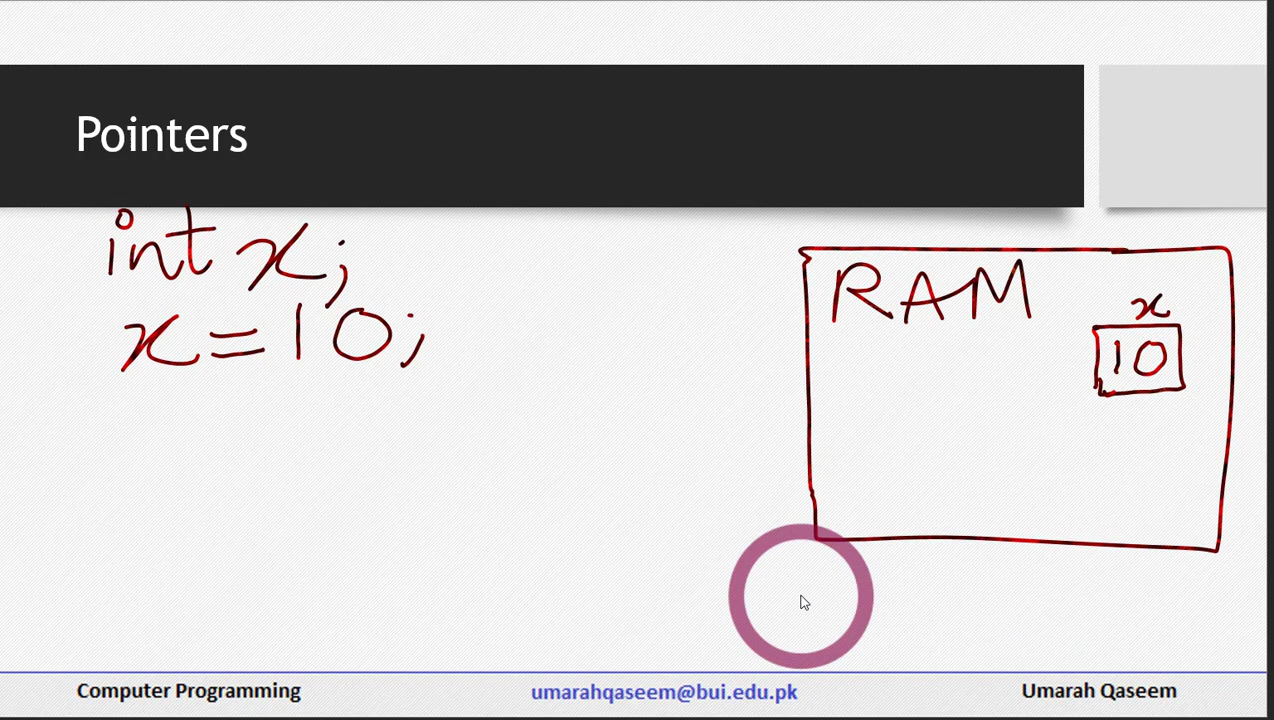 Pointers
int x;
x=10;
RAM
x
10
Computer Programming
umarahqaseem@bui.edu.pk
Umarah Qaseem